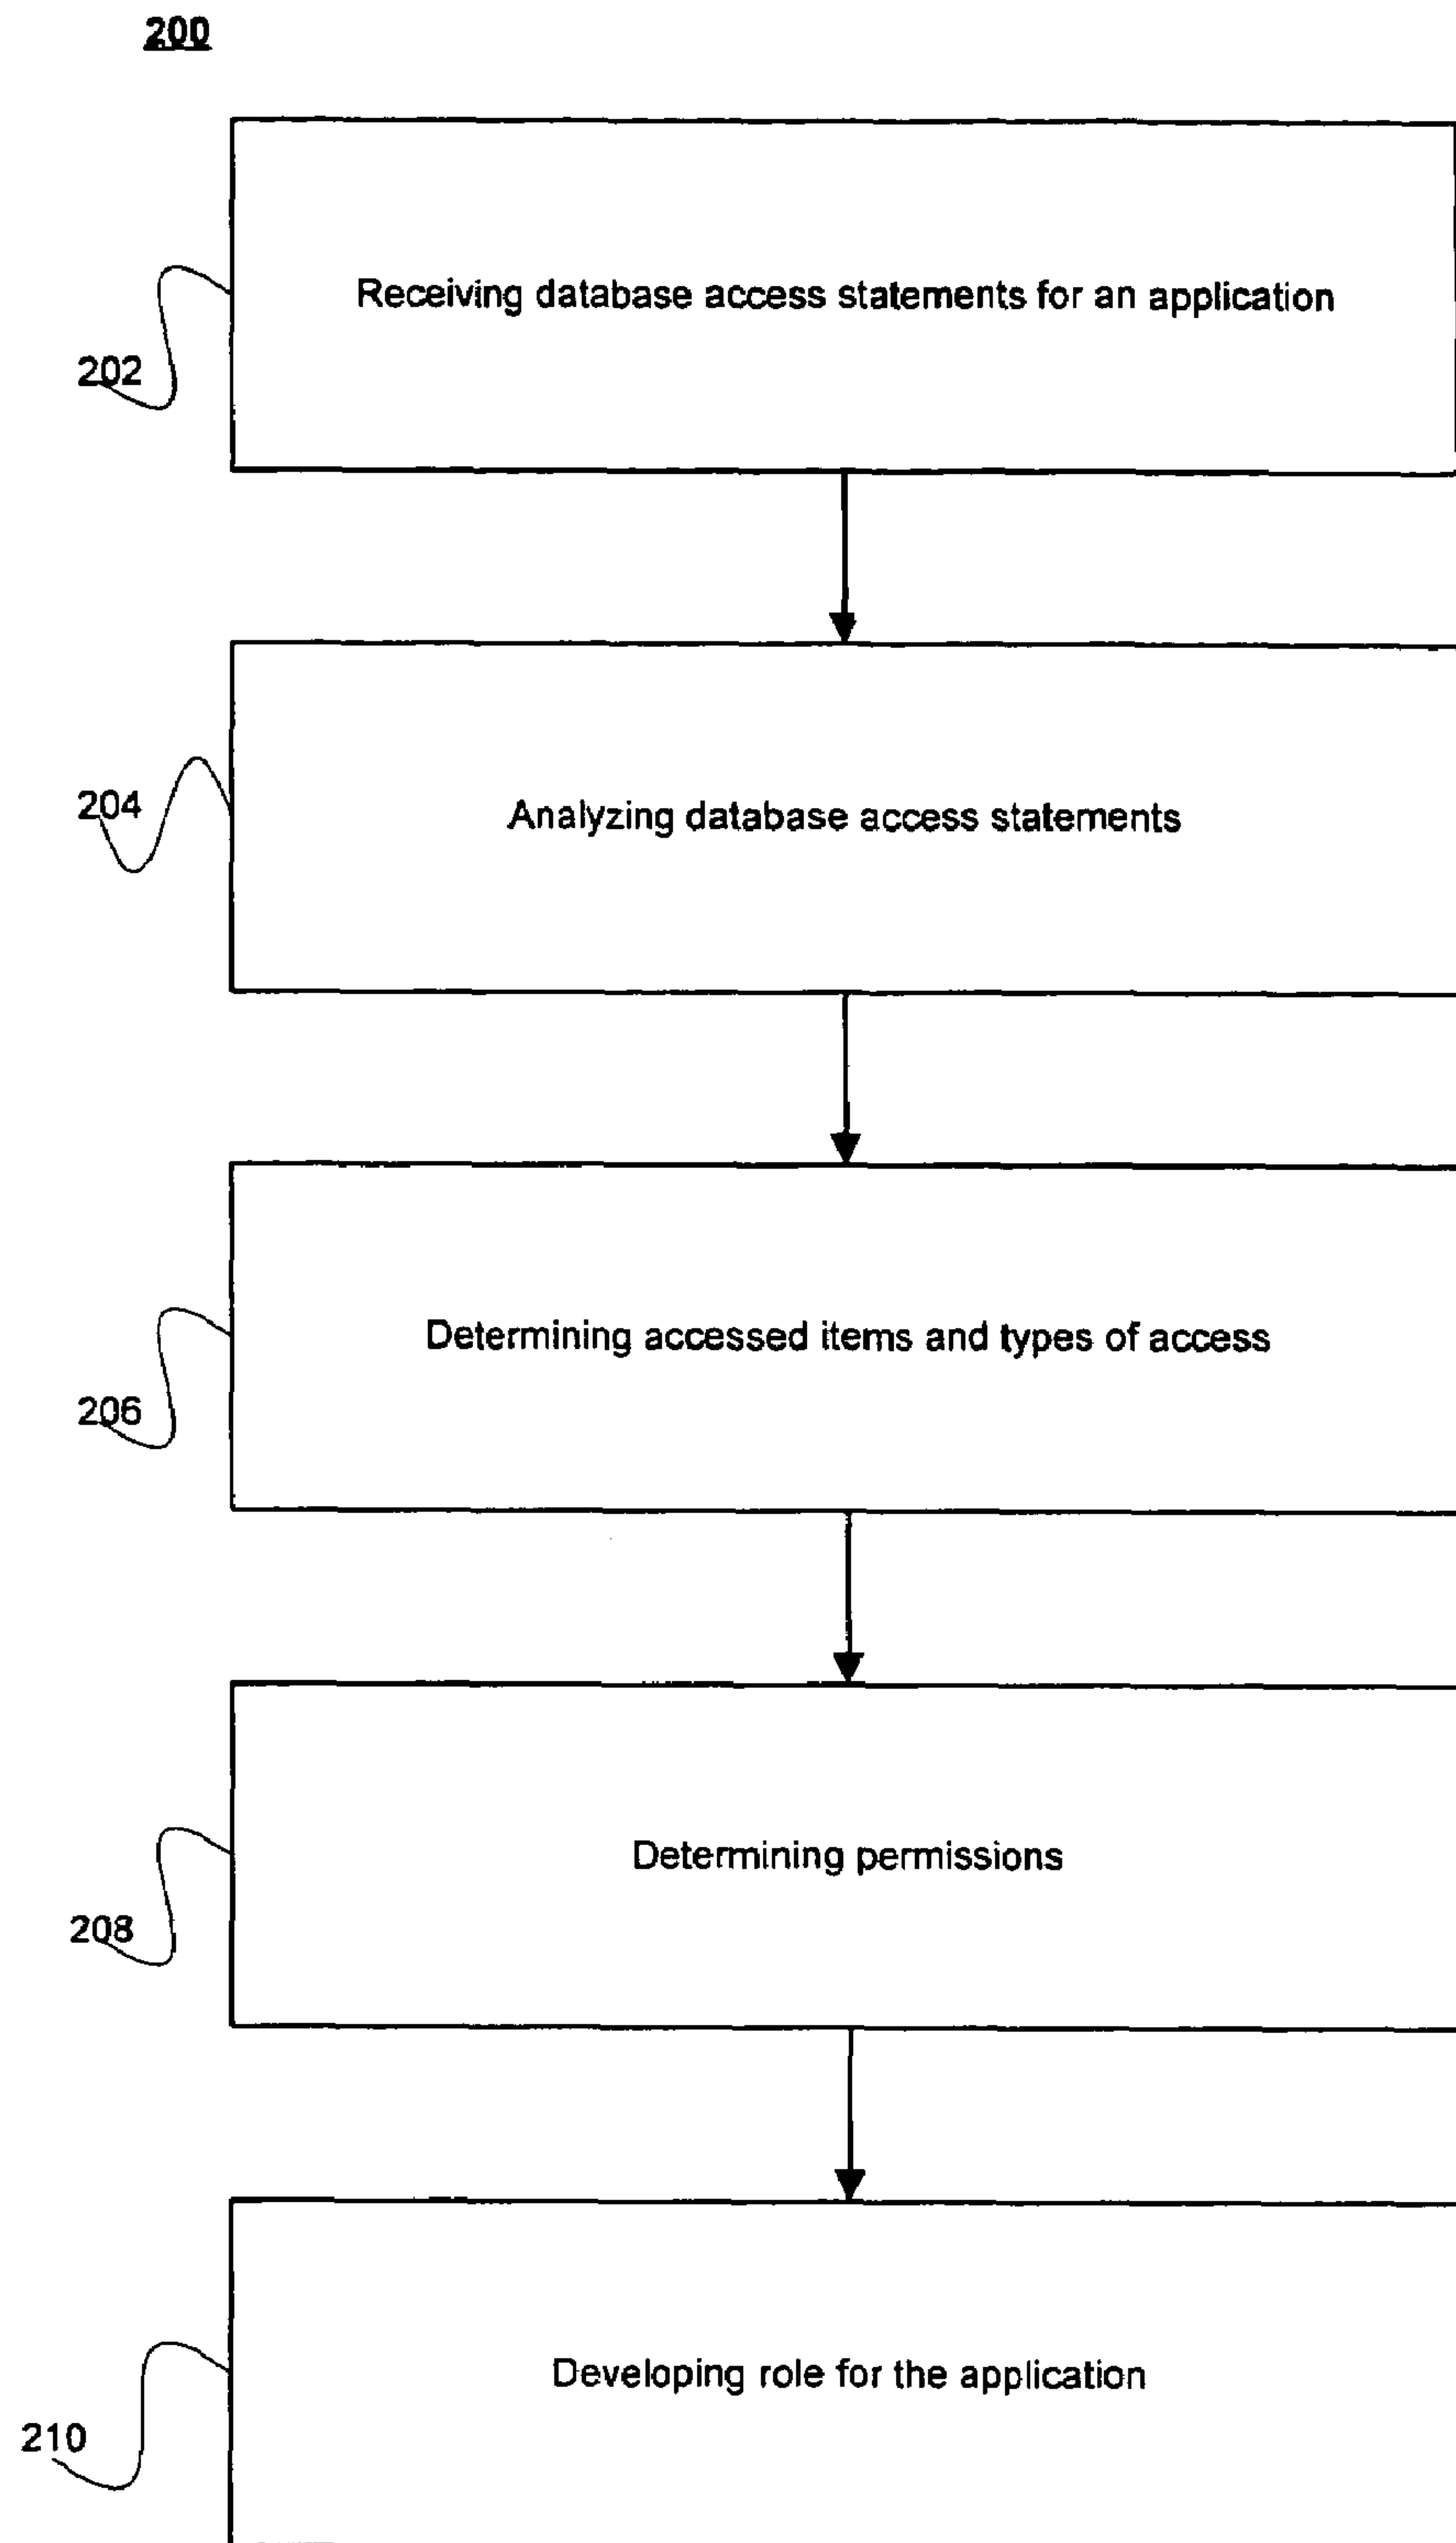 200
Receiving database access statements for an application
202
Analyzing database access statements
204
Determining accessed items and types of access
206
Determining permissions
208
Developing role for the application
210